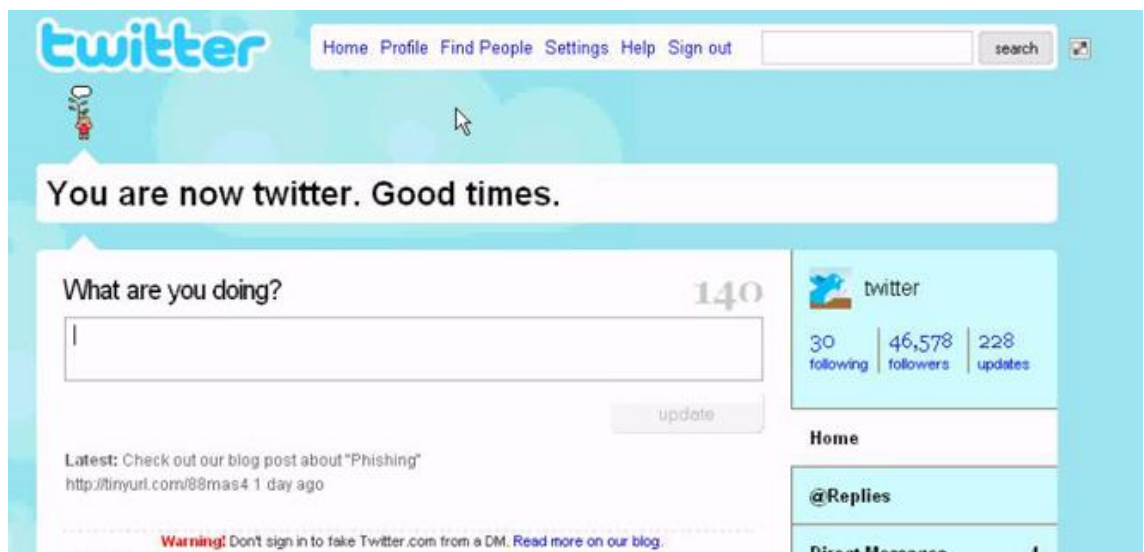 twitter
Home Profile Find People Settings Help Sign out
search
You are now twitter. Good times.
What are you doing?
140
twitter
30 46,578 228
following followers updates
update
Latest: Check out our blog post about "Phishing"
http://tinyurl.com/88mas4 1 day ago
Warning! Don't sign in to fake Twitter.com from a DM. Read more on our blog.
Home
@Replies
Direct Messages